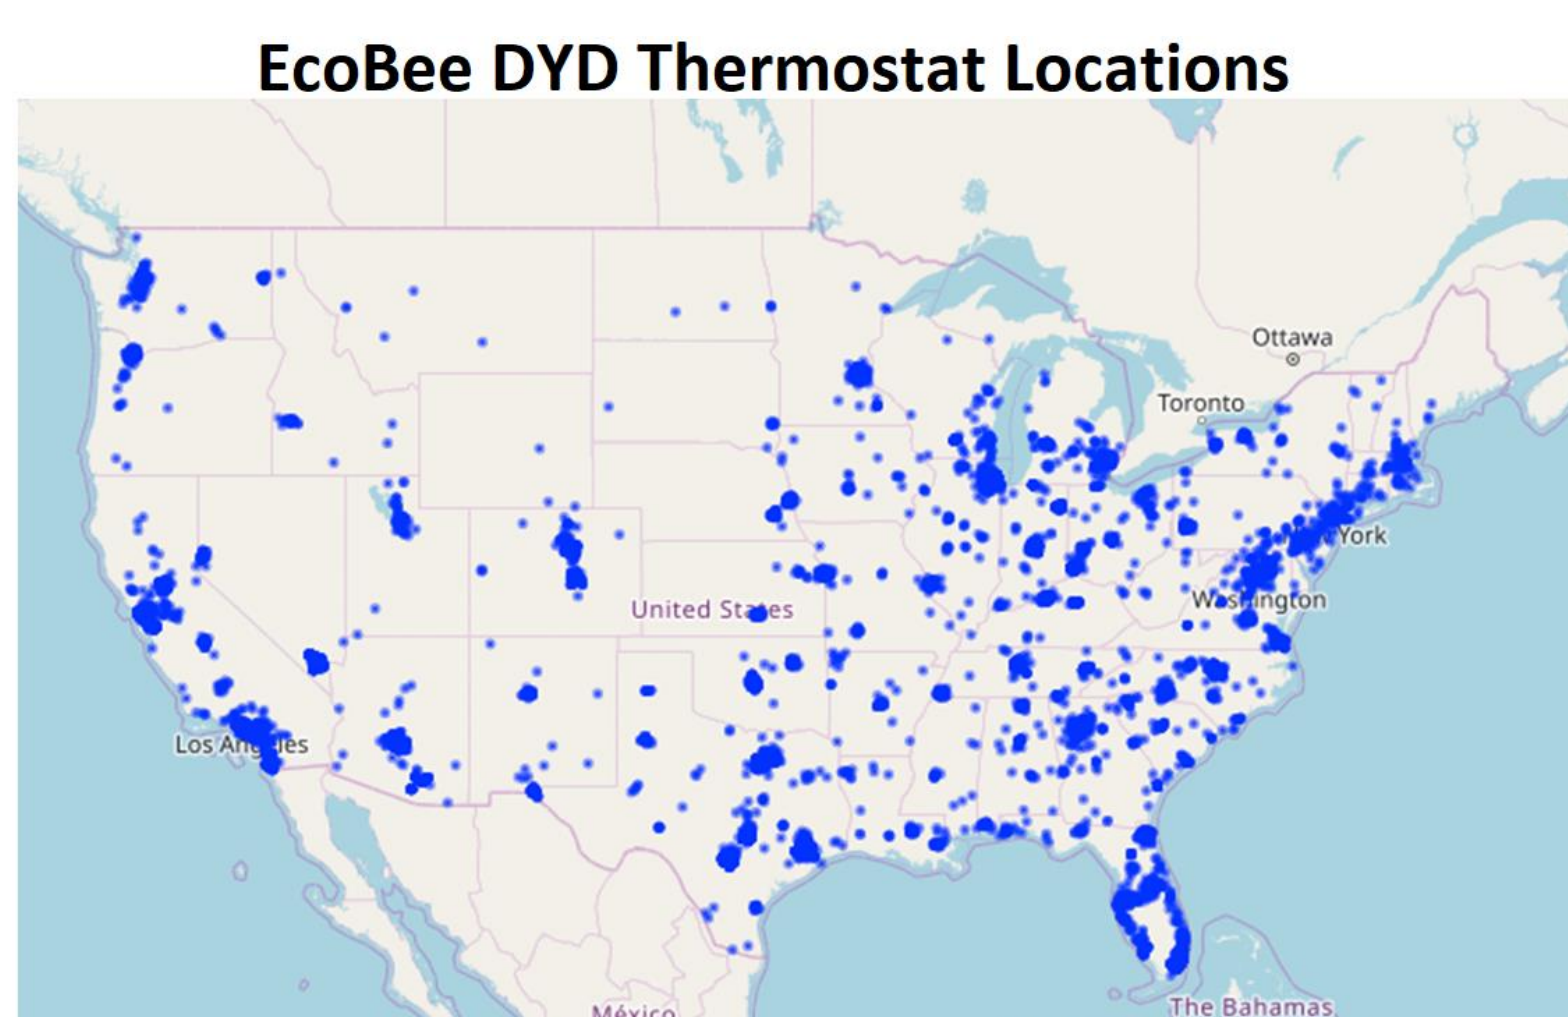 EcoBee DYD Thermostat Locations
Ottawa
Toronto
York
Washington
United States
Los Angeles
México
The Bahamas